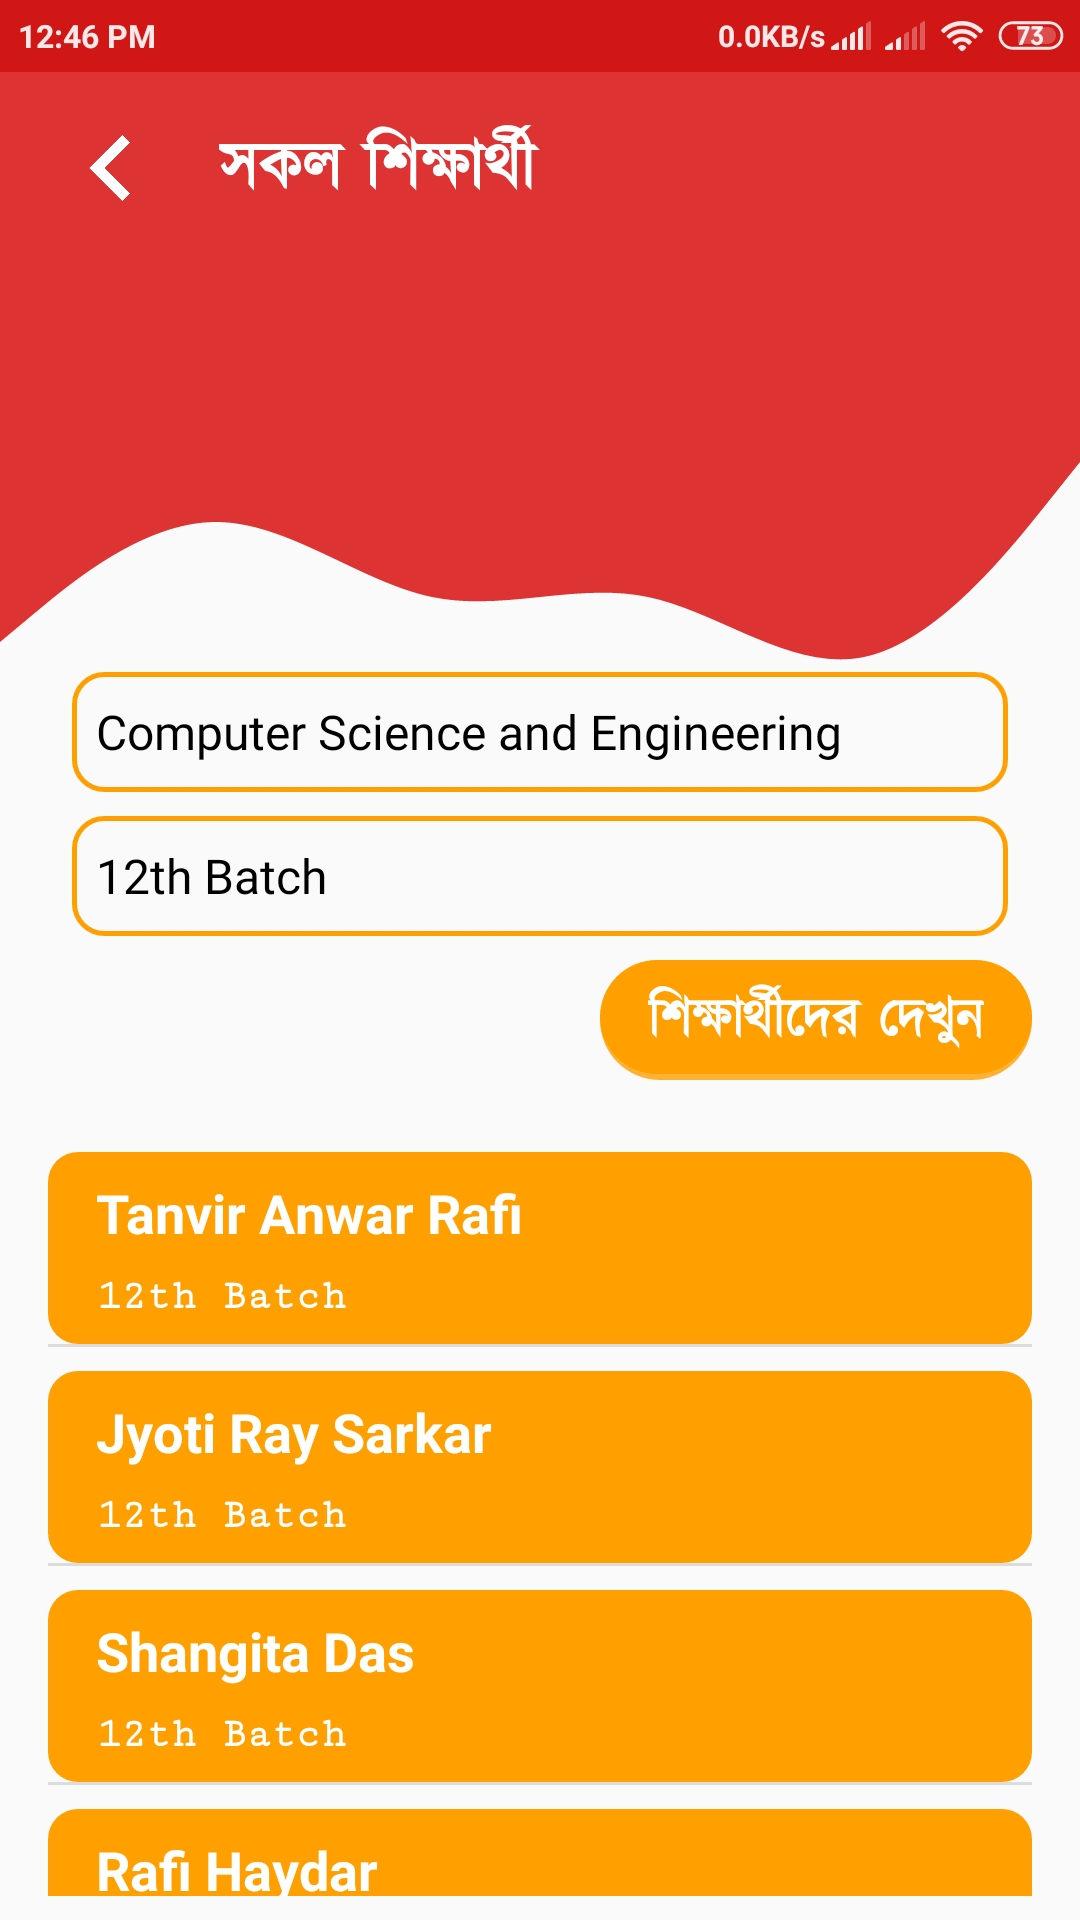 12:46 PM
0.0KB/s
73
সকল শিক্ষার্থী
Computer Science and Engineering
12th Batch
শিক্ষার্থীদের দেখুন
Tanvir Anwar Rafi
12th Batch
Jyoti Ray Sarkar
12th Batch
Shangita Das
12th Batch
Rafi Haydar